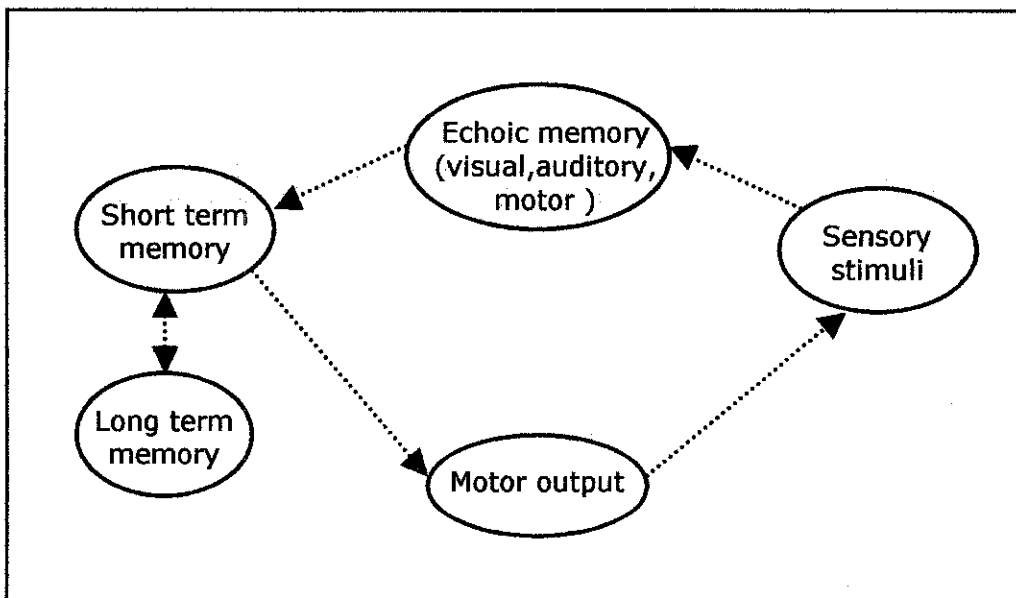 Echoic memory
(visual,auditory,
motor )
Short term
memory
Sensory
stimuli
Long term
memory
Motor output